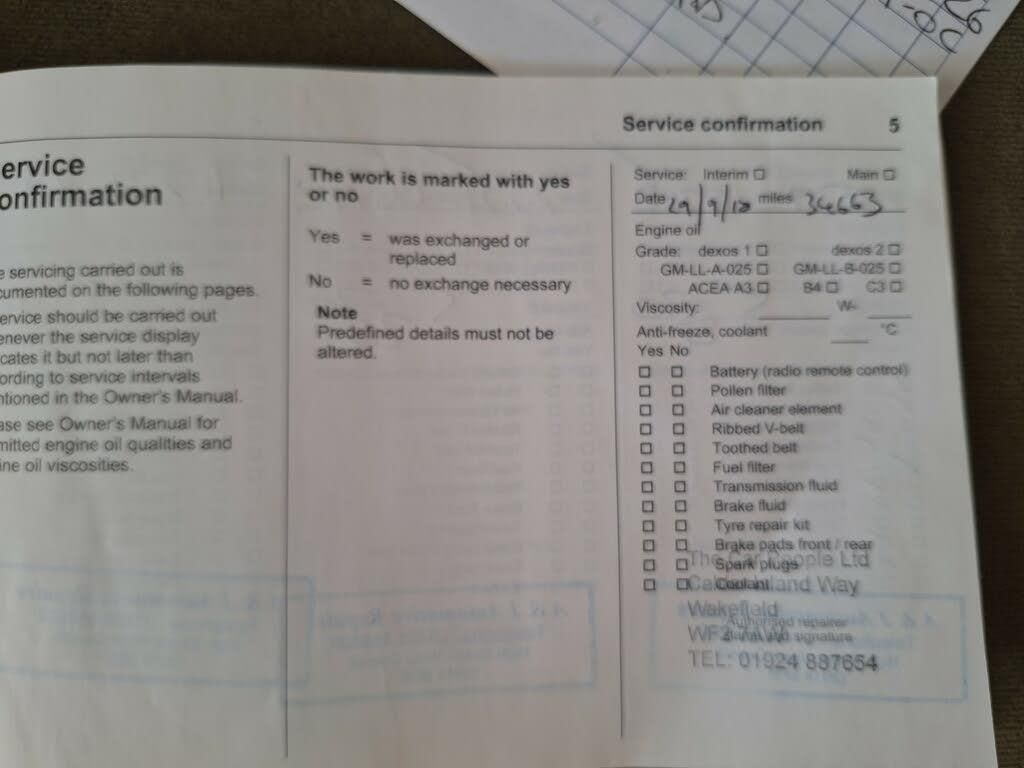 Service confirmation 5
ervice
onfirmation
e servicing carried out is
cumented on the following pages.
ervice should be carried out
enever the service display
cates it but not later than
ording to service intervals
ntioned in the Owner's Manual.
ase see Owner's Manual for
mitted engine oil qualities and
ine oil viscosities.
The work is marked with yes
or no
Yes = was exchanged or
replaced
No = no exchange necessary
Note
Predefined details must not be
altered.
Service: Interim ☐ Main ☐
Date 29/9/18 miles 34663
Engine oil
Grade: dexos 1 ☐ dexos 2 ☐
GM-LL-A-025 ☐ GM-LL-B-025 ☐
ACEA A3 ☐ B4 ☐ C3 ☐
Viscosity: W-
Anti-freeze, coolant °C
Yes No
☐ ☐ Battery (radio remote control)
☐ ☐ Pollen filter
☐ ☐ Air cleaner element
☐ ☐ Ribbed V-belt
☐ ☐ Toothed belt
☐ ☐ Fuel filter
☐ ☐ Transmission fluid
☐ ☐ Brake fluid
☐ ☐ Tyre repair kit
☐ ☐ Brake pads front / rear
The Car People Ltd
☐ ☐ Spark plugs
☐ ☐ Coolant
Way
Wakefield
Authorised repairer
stamp and signature
TEL: 01924 887654